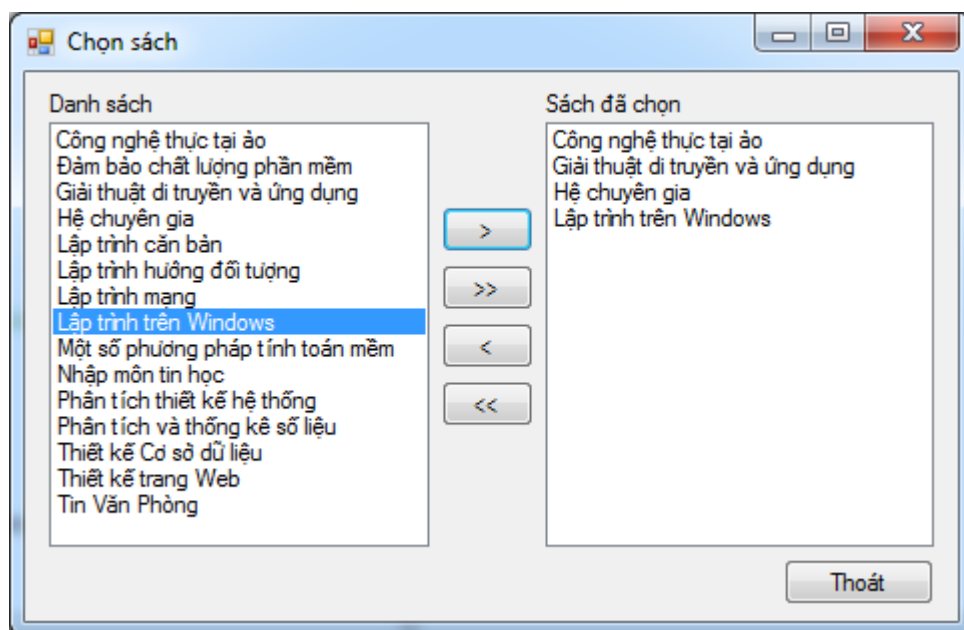 Chọn sách
Danh sách
Công nghệ thực tại ảo
Đảm bảo chất lượng phần mềm
Giải thuật di truyền và ứng dụng
Hệ chuyên gia
Lập trình căn bản
Lập trình hướng đối tượng
Lập trình mạng
Lập trình trên Windows
Một số phương pháp tính toán mềm
Nhập môn tin học
Phân tích thiết kế hệ thống
Phân tích và thống kê số liệu
Thiết kế Cơ sở dữ liệu
Thiết kế trang Web
Tin Văn Phòng
>
>>
<
<<
Sách đã chọn
Công nghệ thực tại ảo
Giải thuật di truyền và ứng dụng
Hệ chuyên gia
Lập trình trên Windows
Thoát